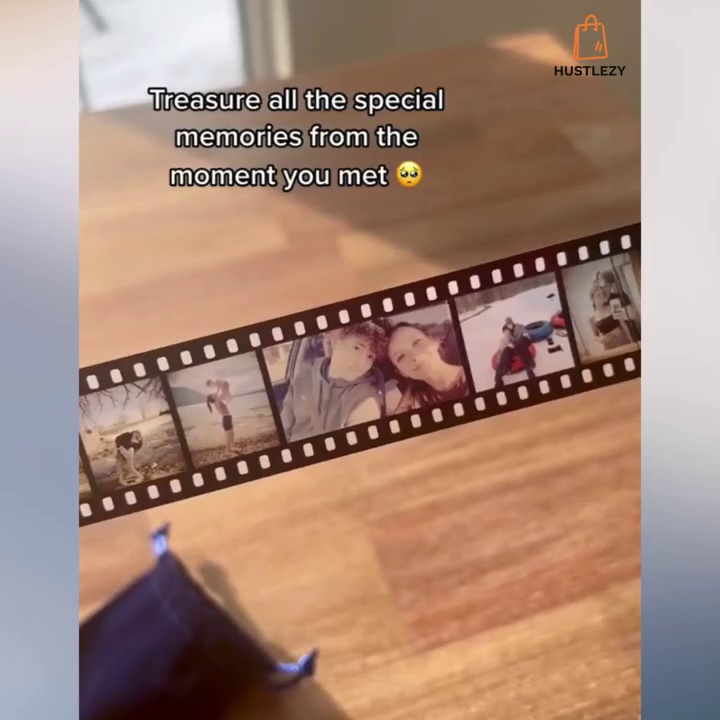 HUSTLEZY
Treasure all the special
memories from the
moment you met 🥺